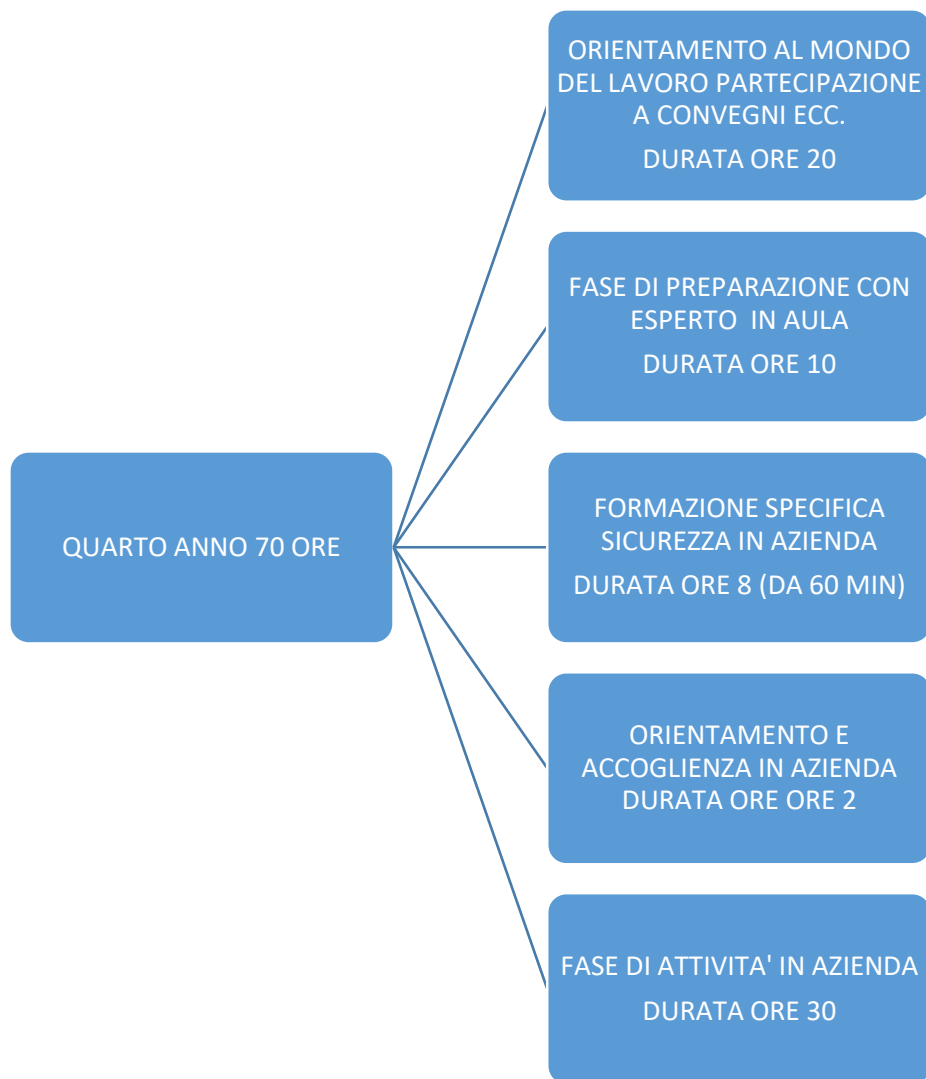 QUARTO ANNO 70 ORE
ORIENTAMENTO AL MONDO
DEL LAVORO PARTECIPAZIONE
A CONVEGNI ECC.
DURATA ORE 20
FASE DI PREPARAZIONE CON
ESPERTO  IN AULA
DURATA ORE 10
FORMAZIONE SPECIFICA
SICUREZZA IN AZIENDA
DURATA ORE 8 (DA 60 MIN)
ORIENTAMENTO E
ACCOGLIENZA IN AZIENDA
DURATA ORE ORE 2
FASE DI ATTIVITA' IN AZIENDA
DURATA ORE 30